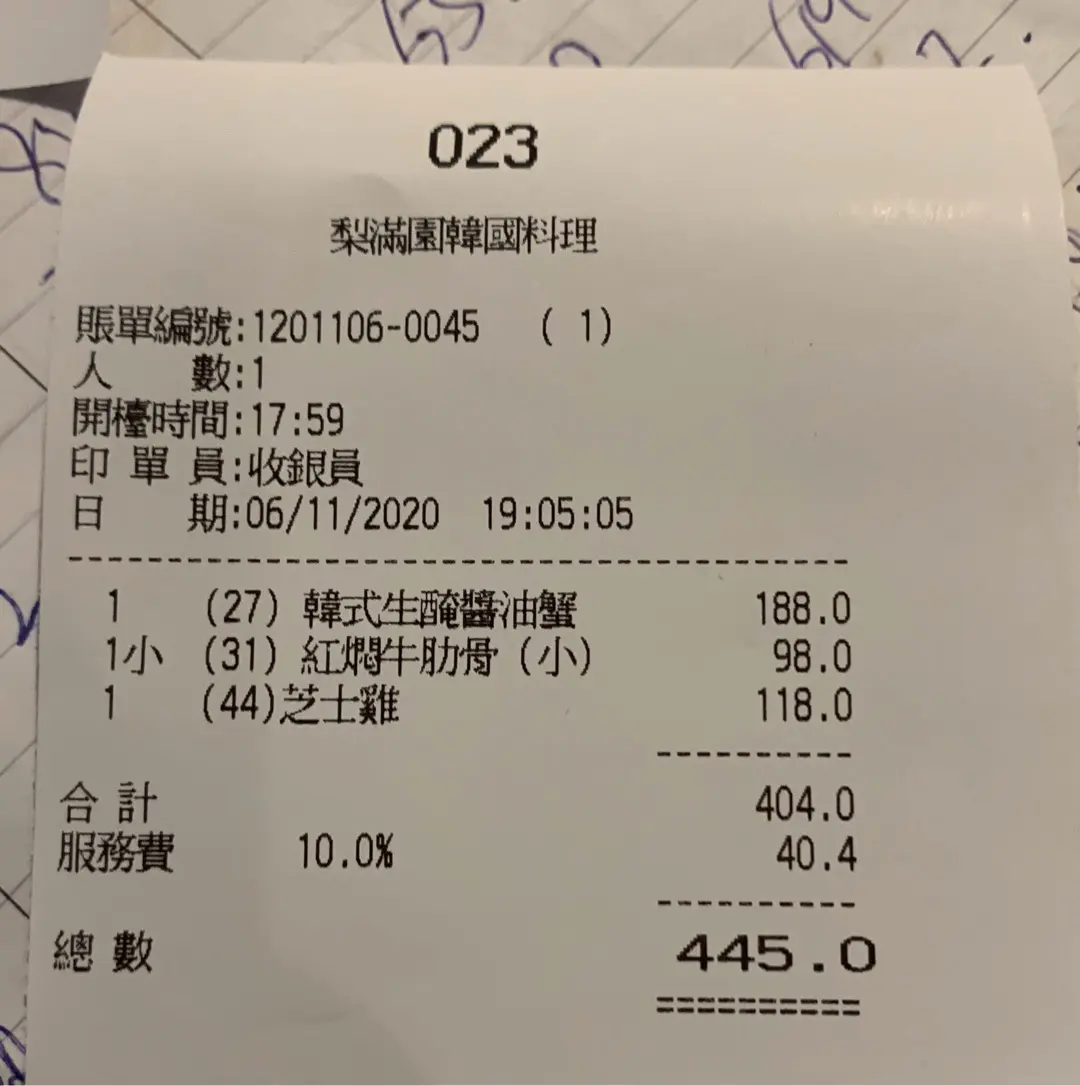 023
梨滿園韓國料理
賬單編號:1201106-0045 ( 1)
人 數:1
開檯時間:17:59
印 單 員:收銀員
日 期:06/11/2020 19:05:05
1 (27) 韓式生醃醬油蟹 188.0
1小 (31) 紅燜牛肋骨 (小) 98.0
1 (44)芝士雞 118.0
合 計 404.0
服務費 10.0% 40.4
總 數 445.0